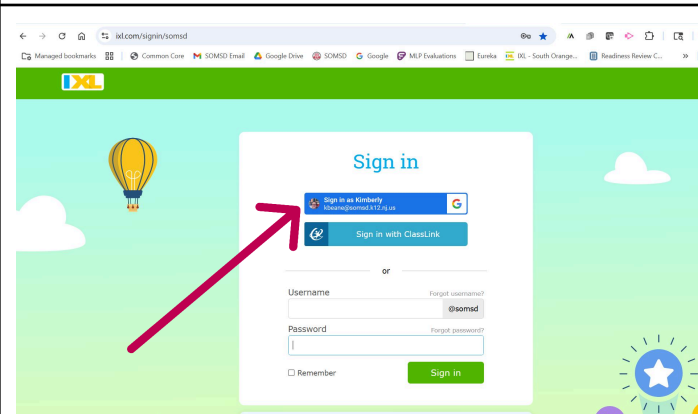 ixl.com/signin/somsd
Managed bookmarks Common Core SOMSD Email Google Drive SOMSD Google MLP Evaluations Eureka IXL - South Orange... Readiness Review C... »
IXL
Sign in
Sign in as Kimberly
kbeane@somsd.k12.nj.us
Sign in with ClassLink
or
Username Forgot username?
@somsd
Password Forgot password?
Remember Sign in